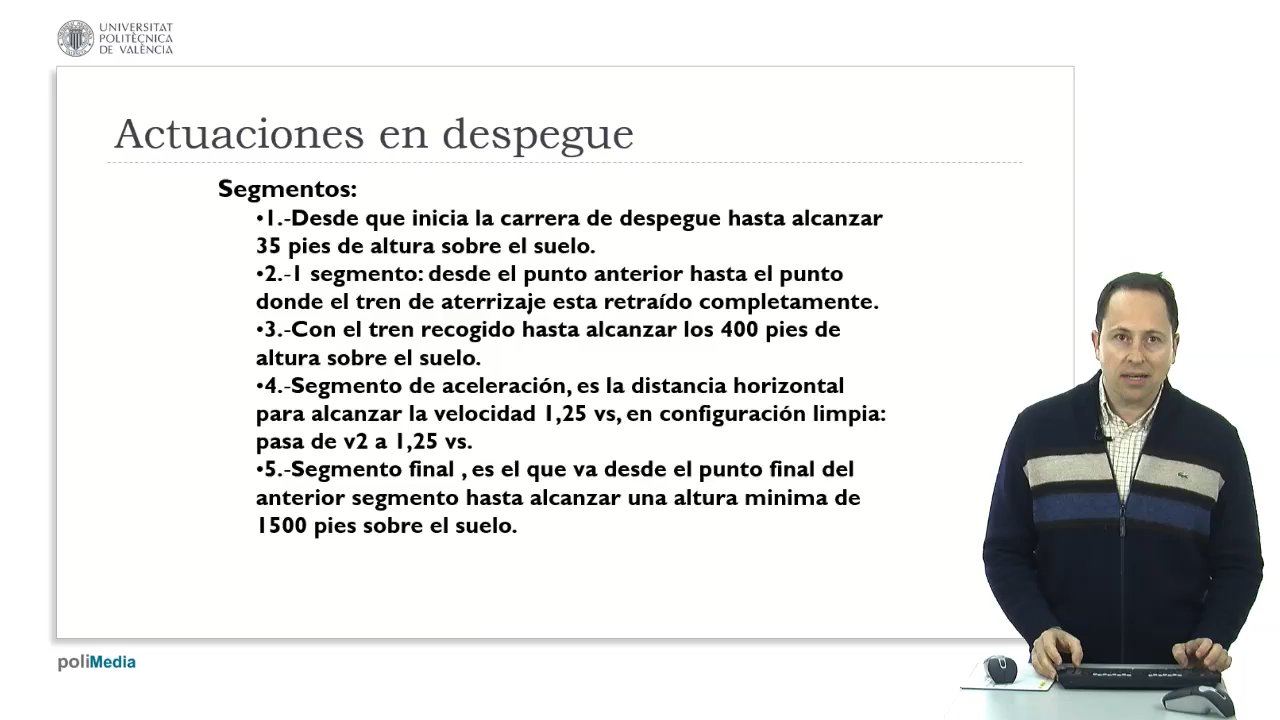 UNIVERSITAT
POLITÈCNICA
DE VALÈNCIA
Actuaciones en despegue
Segmentos:
•1.-Desde que inicia la carrera de despegue hasta alcanzar
35 pies de altura sobre el suelo.
•2.-1 segmento: desde el punto anterior hasta el punto
donde el tren de aterrizaje esta retraído completamente.
•3.-Con el tren recogido hasta alcanzar los 400 pies de
altura sobre el suelo.
•4.-Segmento de aceleración, es la distancia horizontal
para alcanzar la velocidad 1,25 vs, en configuración limpia:
pasa de v2 a 1,25 vs.
•5.-Segmento final , es el que va desde el punto final del
anterior segmento hasta alcanzar una altura minima de
1500 pies sobre el suelo.
poliMedia